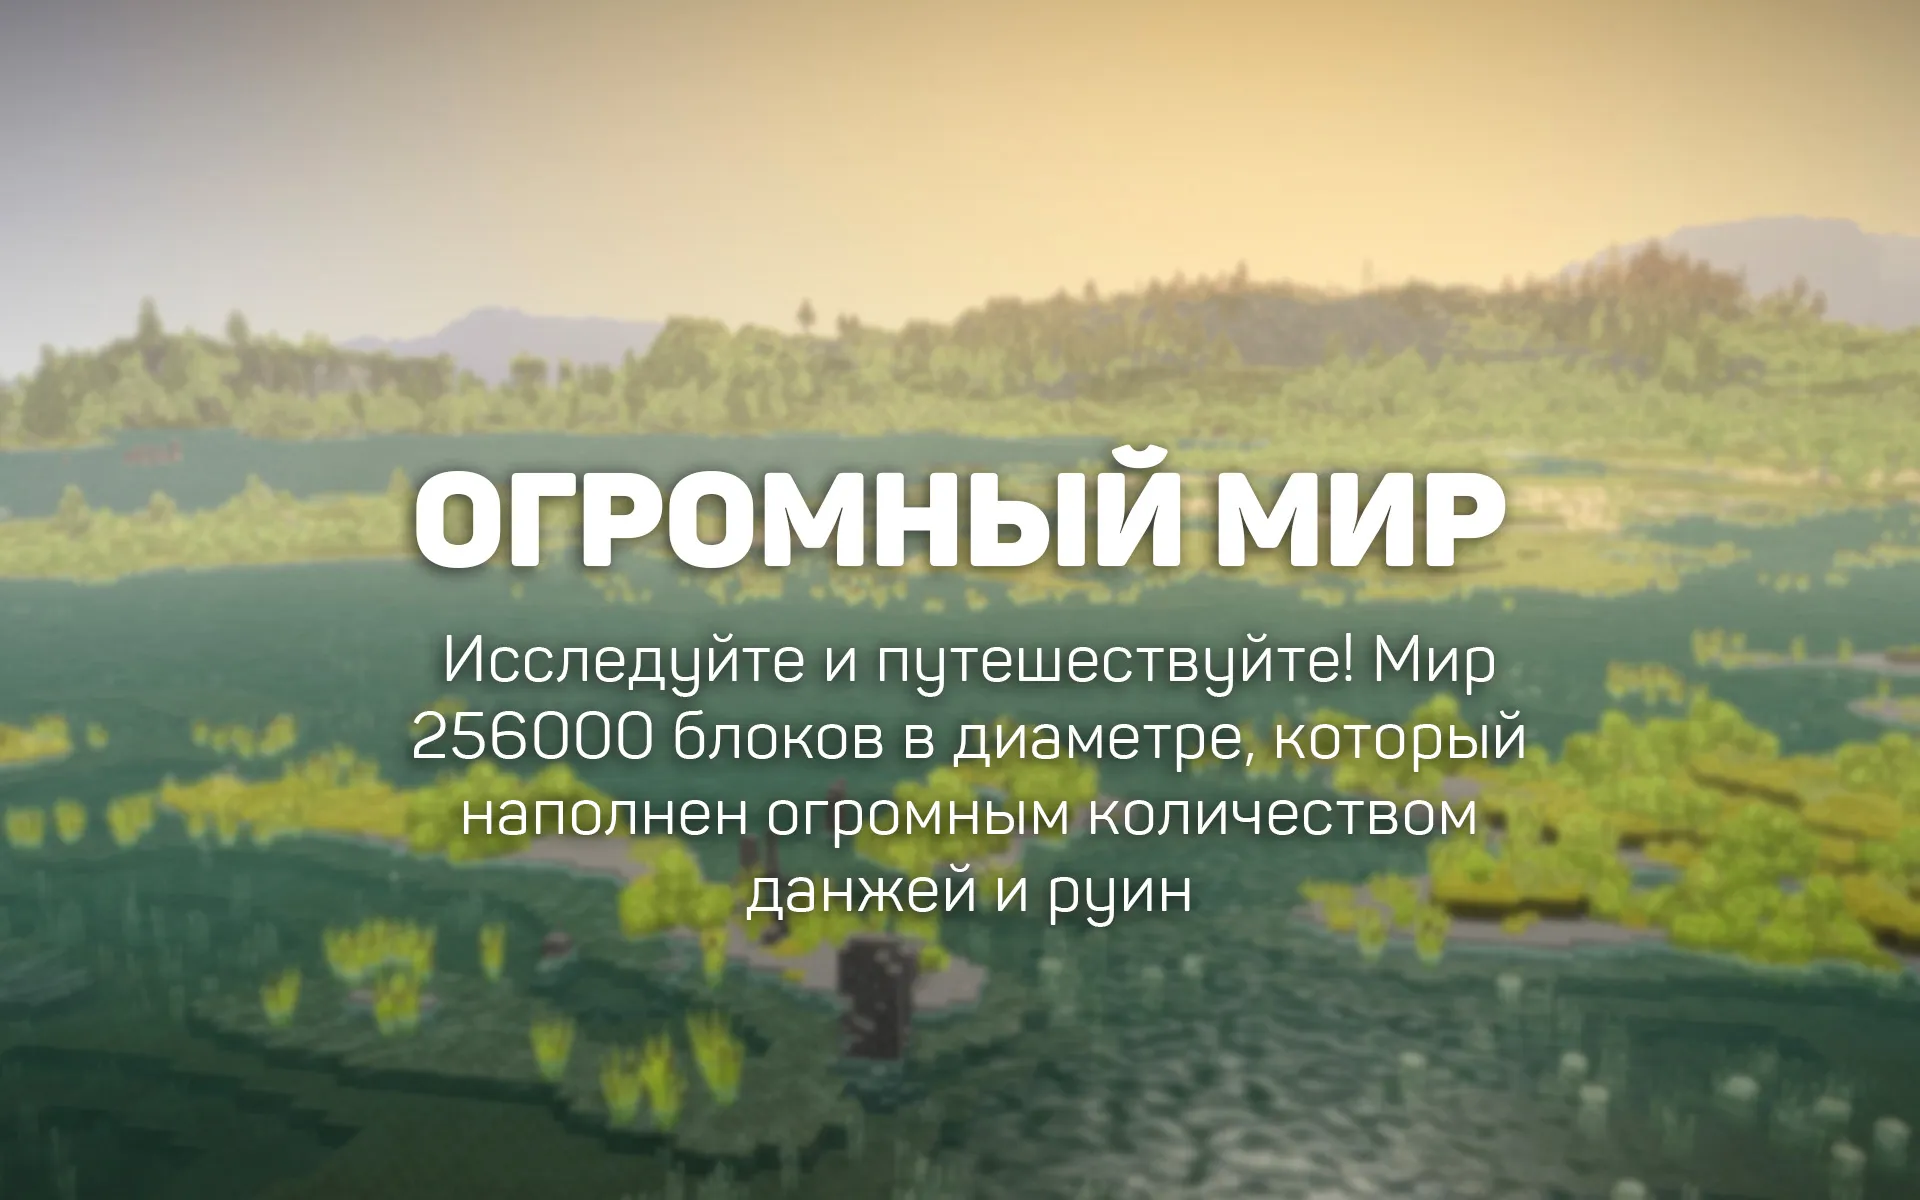 ОГРОМНЫЙ МИР
Исследуйте и путешествуйте! Мир
256000 блоков в диаметре, который
наполнен огромным количеством
данжей и руин